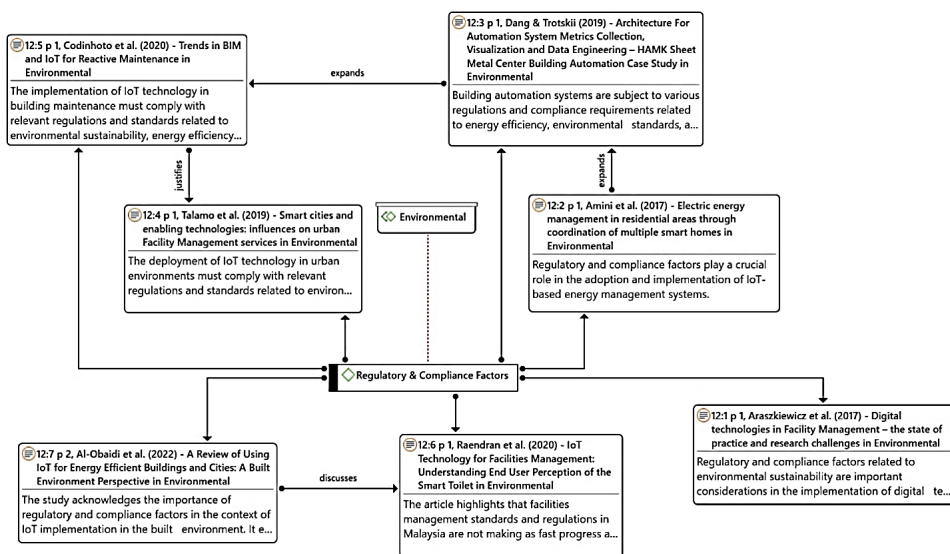 12:5 p 1, Codinhoto et al. (2020) - Trends in BIM
and IoT for Reactive Maintenance in
Environmental
The implementation of IoT technology in
building maintenance must comply with
relevant regulations and standards related to
environmental sustainability, energy efficiency...
expands
12:3 p 1, Dang & Trotskii (2019) - Architecture For
Automation System Metrics Collection,
Visualization and Data Engineering – HAMK Sheet
Metal Center Building Automation Case Study in
Environmental
Building automation systems are subject to various
regulations and compliance requirements related
to energy efficiency, environmental standards, a...
justifies
expands
12:4 p 1, Talamo et al. (2019) - Smart cities and
enabling technologies: influences on urban
Facility Management services in Environmental
The deployment of IoT technology in urban
environments must comply with relevant
regulations and standards related to environ...
Environmental
12:2 p 1, Amini et al. (2017) - Electric energy
management in residential areas through
coordination of multiple smart homes in
Environmental
Regulatory and compliance factors play a crucial
role in the adoption and implementation of IoT-
based energy management systems.
Regulatory & Compliance Factors
12:7 p 2, Al-Obaidi et al. (2022) - A Review of Using
IoT for Energy Efficient Buildings and Cities: A Built
Environment Perspective in Environmental
The study acknowledges the importance of
regulatory and compliance factors in the context of
IoT implementation in the built environment. It e...
discusses
12:6 p 1, Raendran et al. (2020) - IoT
Technology for Facilities Management:
Understanding End User Perception of the
Smart Toilet in Environmental
The article highlights that facilities
management standards and regulations in
Malaysia are not making as fast progress a...
12:1 p 1, Araszkiewicz et al. (2017) - Digital
technologies in Facility Management – the state of
practice and research challenges in Environmental
Regulatory and compliance factors related to
environmental sustainability are important
considerations in the implementation of digital te...